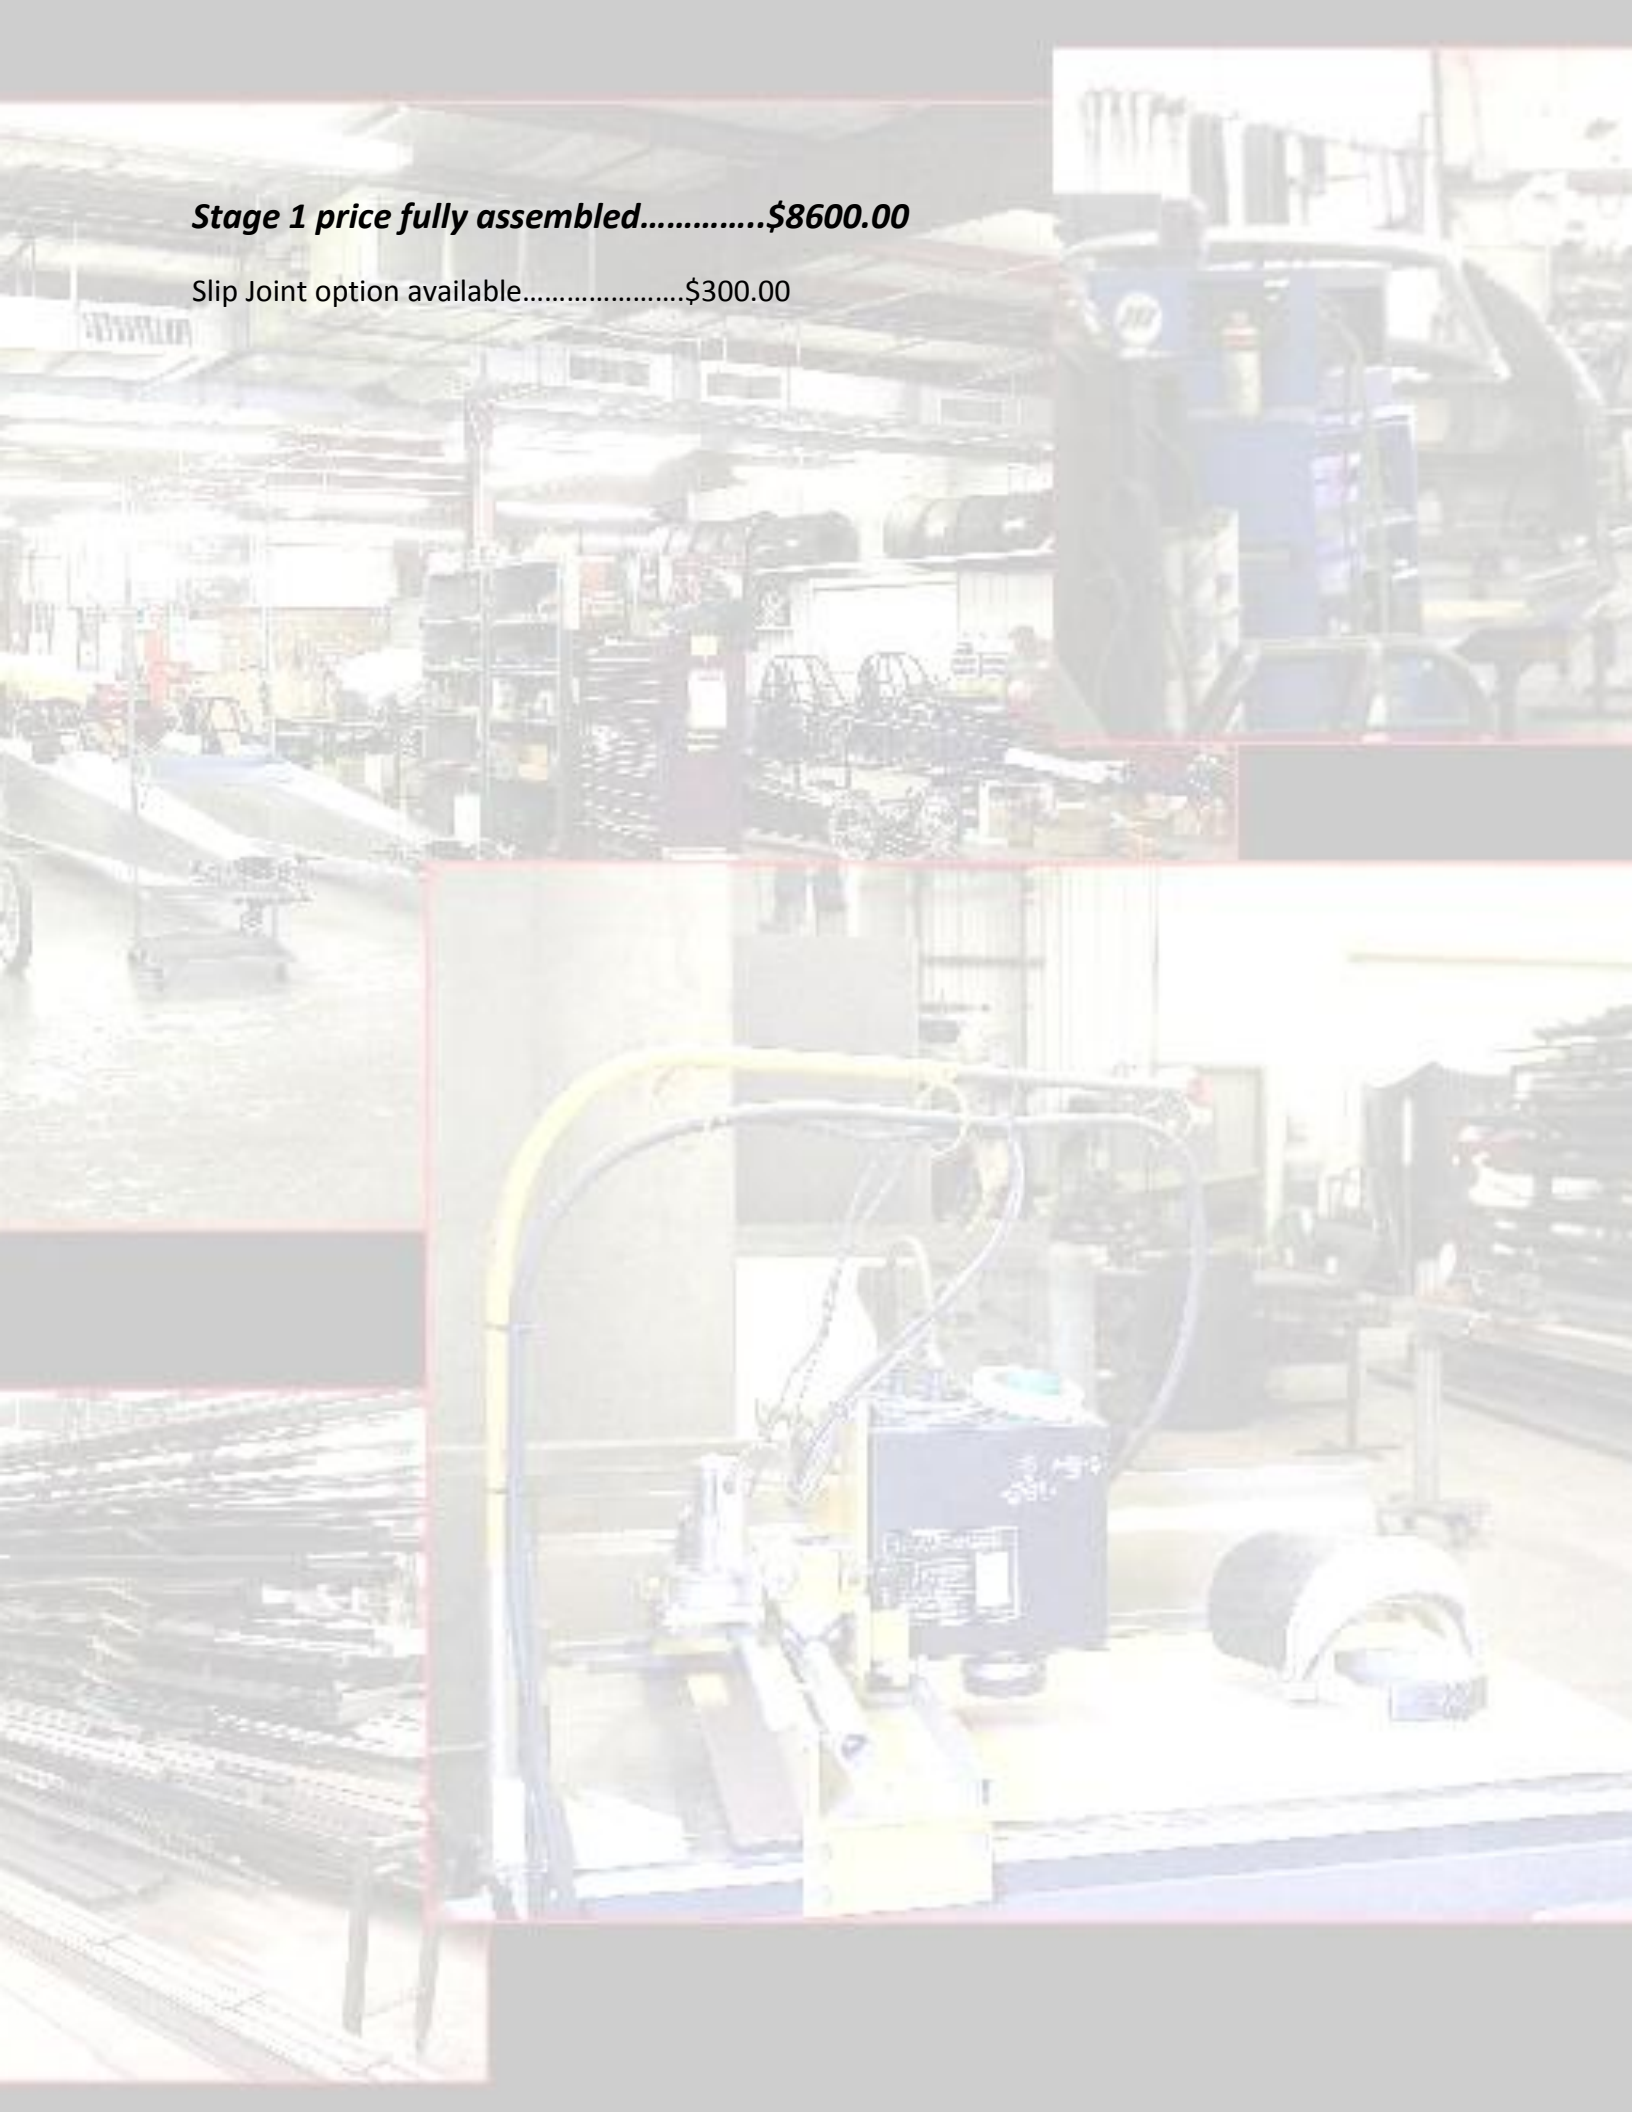 Stage 1 price fully assembled…………..$8600.00
Slip Joint option available………………….$300.00